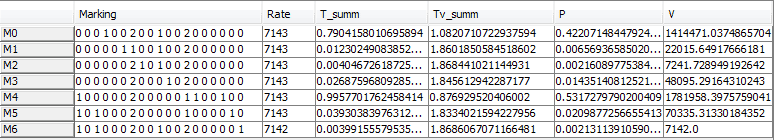 Marking Rate T_summ Tv_summ P V
M0 0 0 0 1 0 0 2 0 0 1 0 0 2 0 0 0 0 0 0 7143 0.7904158010695894 1.0820710722937594 0.42207148447924... 1414471.0374865704
M1 0 0 0 0 0 1 1 0 0 1 0 0 2 0 0 0 0 0 0 7143 0.01230249083852... 1.8601850584518602 0.00656936585020... 22015.64917666181
M2 0 0 0 0 0 0 2 1 0 1 0 0 2 0 0 0 0 0 0 7143 0.00404672618725... 1.868441021144931 0.00216089775384... 7241.728949192642
M3 0 0 0 0 0 0 2 0 1 0 0 2 0 0 0 0 0 0 7143 0.02687596809285... 1.845612942287177 0.01435140812521... 48095.29164310243
M4 1 0 0 0 0 0 2 0 0 0 0 0 1 1 0 0 1 0 0 7143 0.9957701762458414 0.876929520406002 0.5317279790200409 1781958.3975759041
M5 1 0 1 0 0 0 2 0 0 0 0 0 1 0 0 0 0 1 0 7143 0.03930383976312... 1.8334021594227956 0.0209877256655413 70335.31330184352
M6 1 0 1 0 0 0 2 0 0 1 0 0 2 0 0 0 0 0 1 7142 0.00399155579535... 1.8686067071166481 0.00213113910590... 7142.0